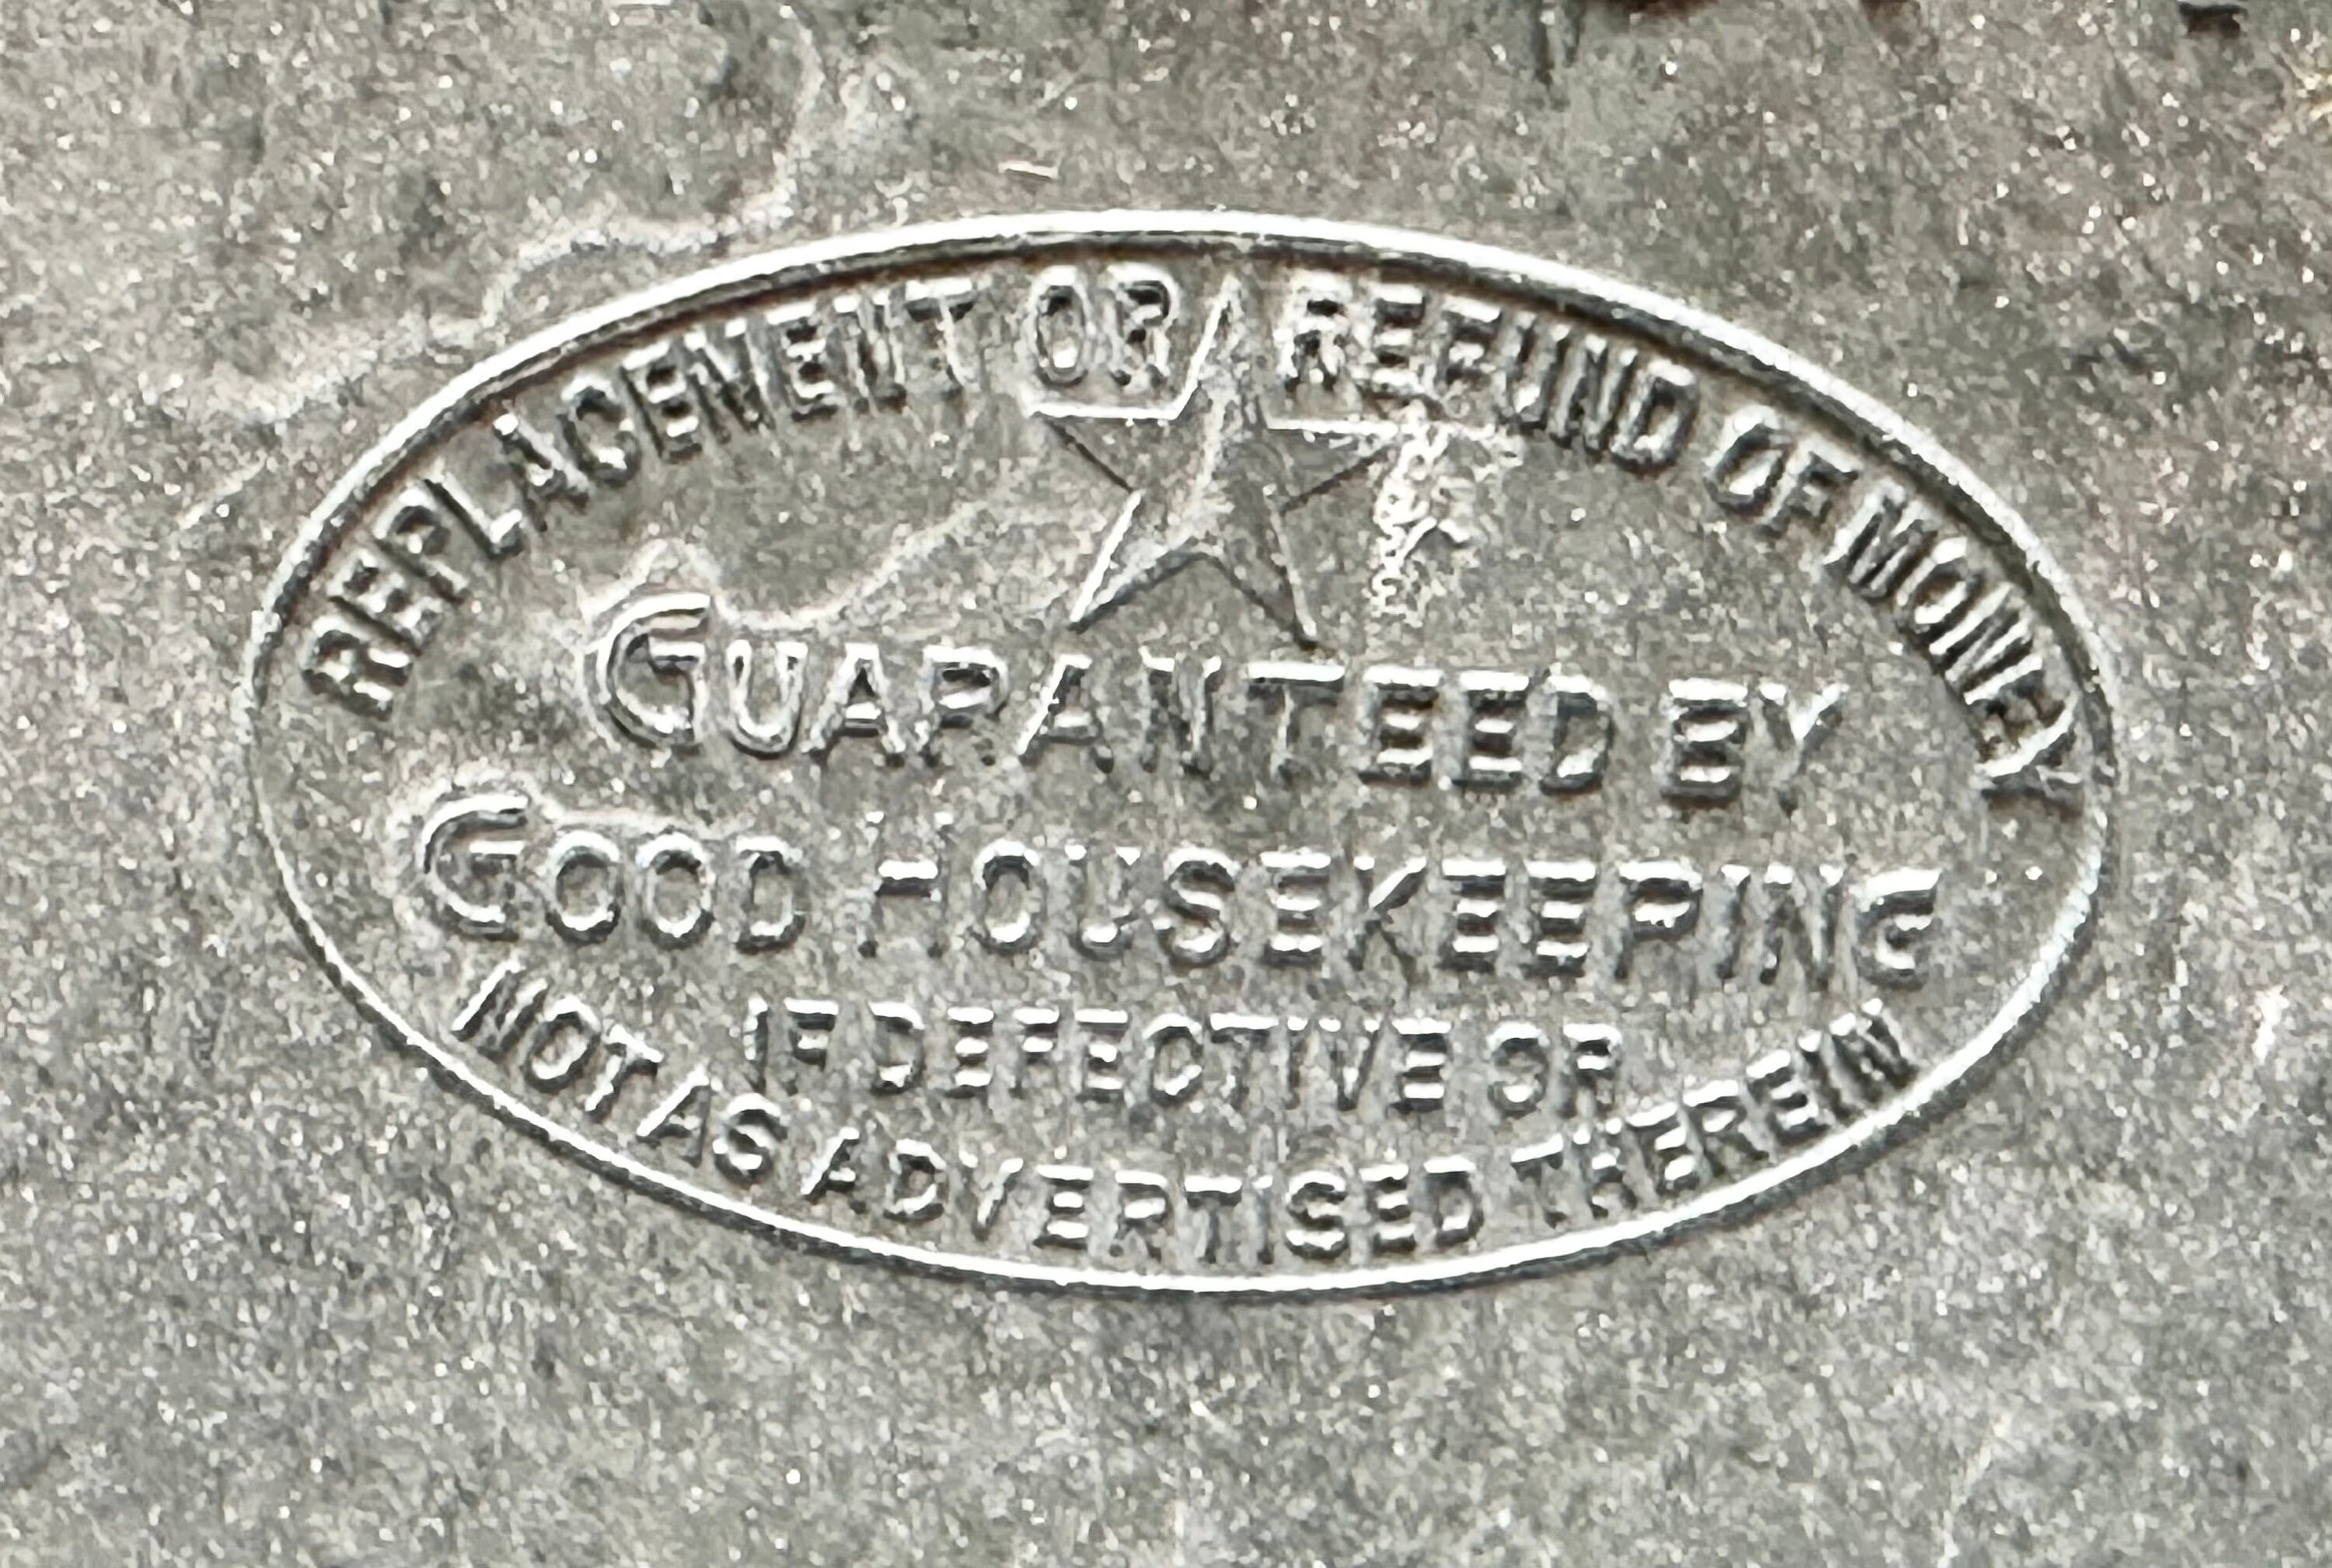 REPLACEMENT OR REFUND OF MONEY
GUARANTEED BY
GOOD HOUSEKEEPING
IF DEFECTIVE OR
NOT AS ADVERTISED THEREIN